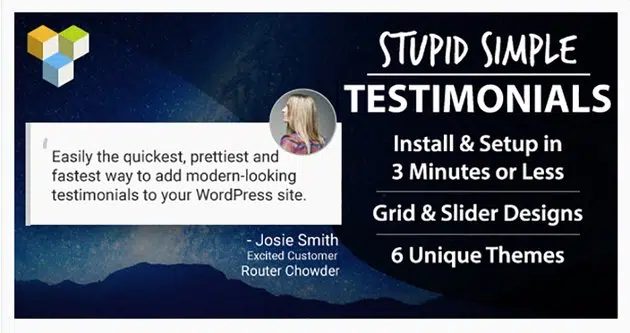 STUPID SIMPLE
TESTIMONIALS
Install & Setup in
3 Minutes or Less
Grid & Slider Designs
6 Unique Themes
"
Easily the quickest, prettiest and
fastest way to add modern-looking
testimonials to your WordPress site.
- Josie Smith
Excited Customer
Router Chowder